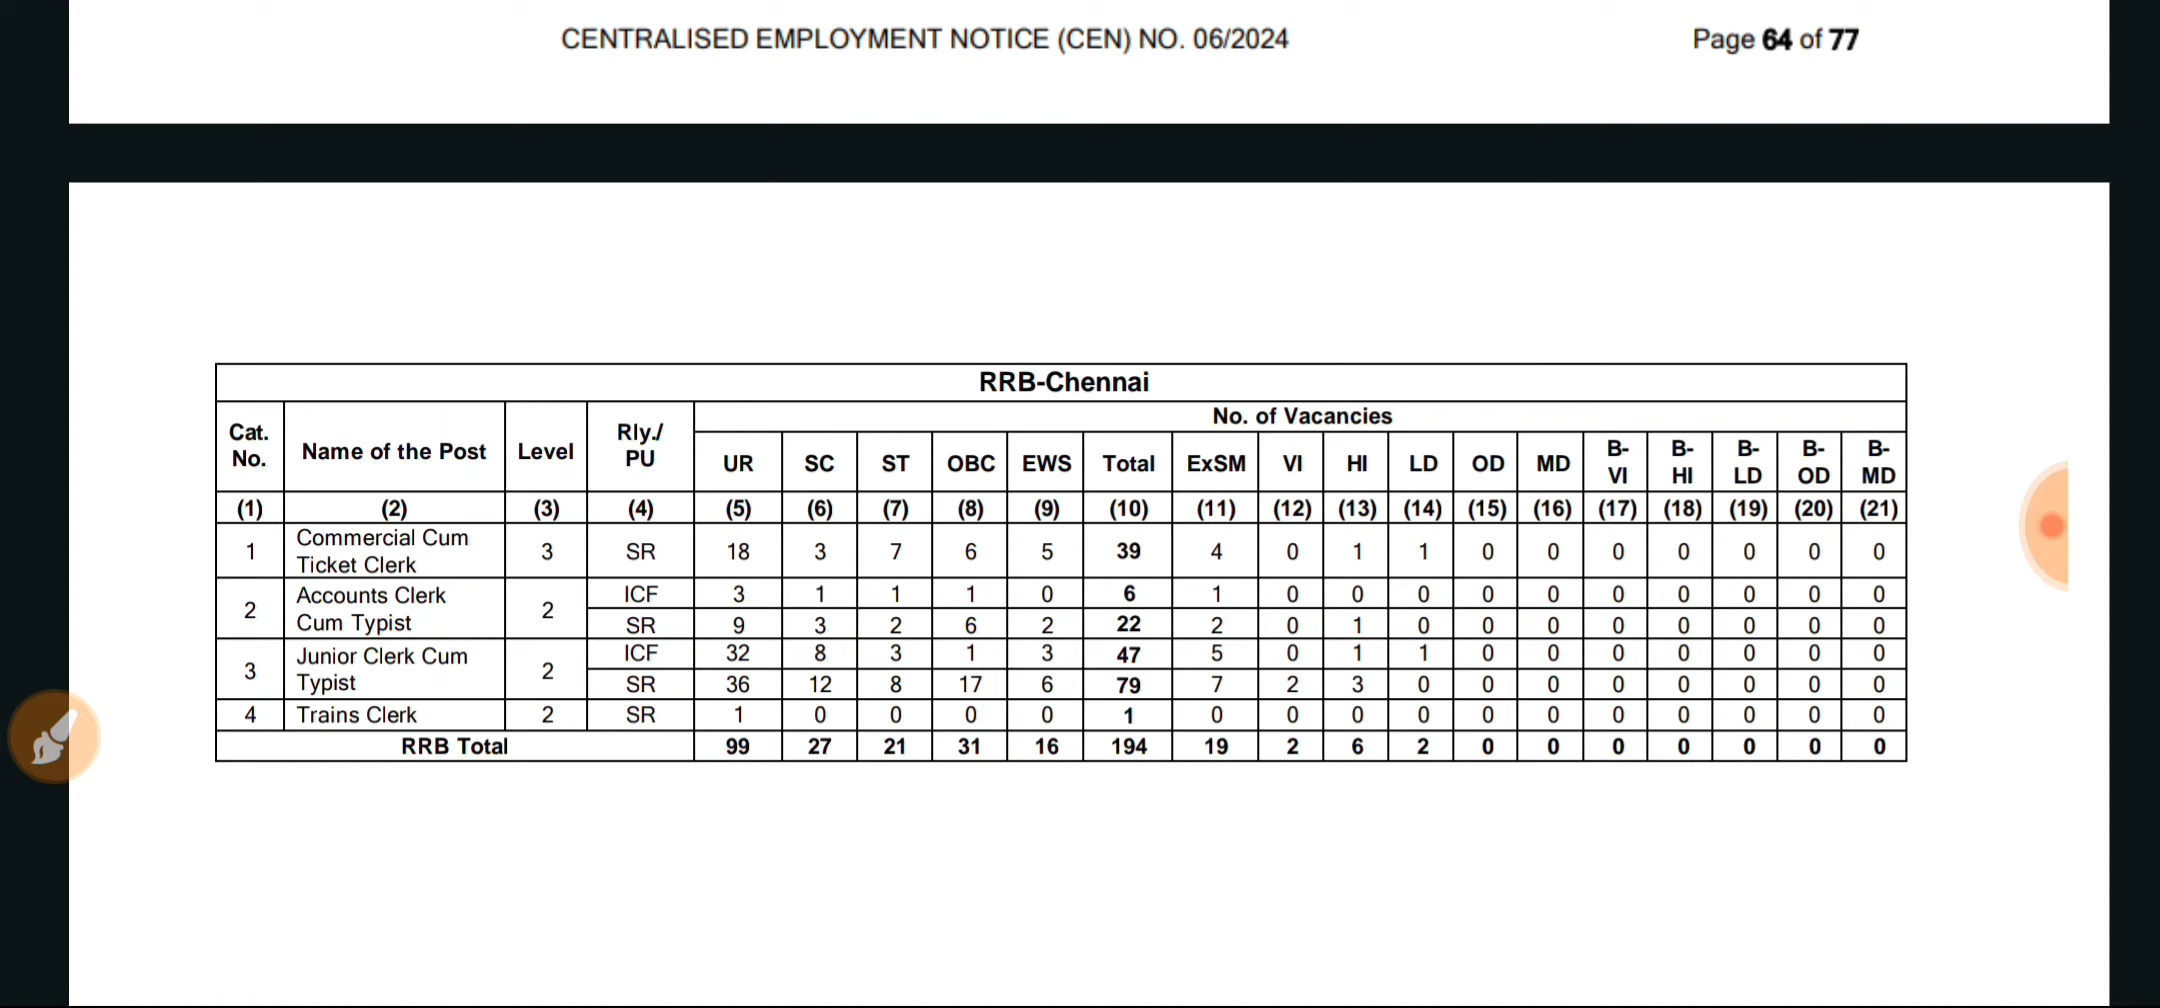 CENTRALISED EMPLOYMENT NOTICE (CEN) NO. 06/2024 Page 64 of 77
RRB-Chennai
Cat. No. Name of the Post Level Rly./ PU No. of Vacancies
UR SC ST OBC EWS Total ExSM VI HI LD OD MD B-VI B-HI B-LD B-OD B-MD
(1) (2) (3) (4) (5) (6) (7) (8) (9) (10) (11) (12) (13) (14) (15) (16) (17) (18) (19) (20) (21)
1 Commercial Cum Ticket Clerk 3 SR 18 3 7 6 5 39 4 0 1 1 0 0 0 0 0 0 0
2 Accounts Clerk Cum Typist 2 ICF 3 1 1 1 0 6 1 0 0 0 0 0 0 0 0 0 0
SR 9 3 2 6 2 22 2 0 1 0 0 0 0 0 0 0 0
3 Junior Clerk Cum Typist 2 ICF 32 8 3 1 3 47 5 0 1 1 0 0 0 0 0 0 0
SR 36 12 8 17 6 79 7 2 3 0 0 0 0 0 0 0 0
4 Trains Clerk 2 SR 1 0 0 0 0 1 0 0 0 0 0 0 0 0 0 0 0
RRB Total 99 27 21 31 16 194 19 2 6 2 0 0 0 0 0 0 0